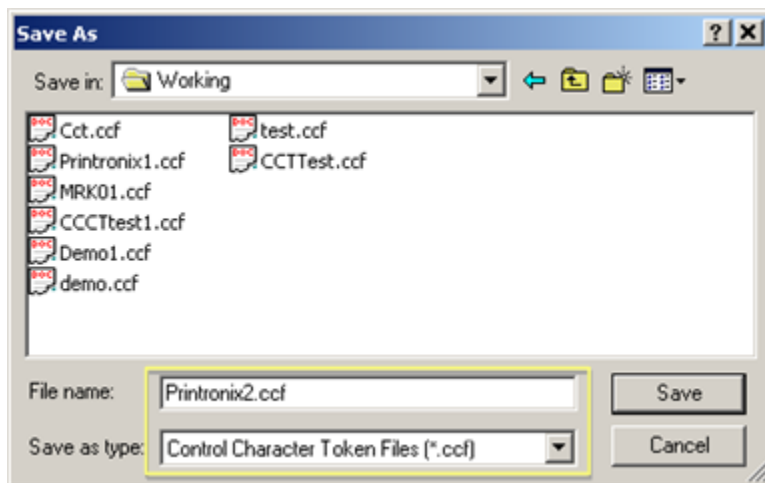 Save As
Save in: Working
Cct.ccf test.ccf
Printronix1.ccf CCTTest.ccf
MRK01.ccf
CCCTtest1.ccf
Demo1.ccf
demo.ccf
File name: Printronix2.ccf Save
Save as type: Control Character Token Files (*.ccf) Cancel